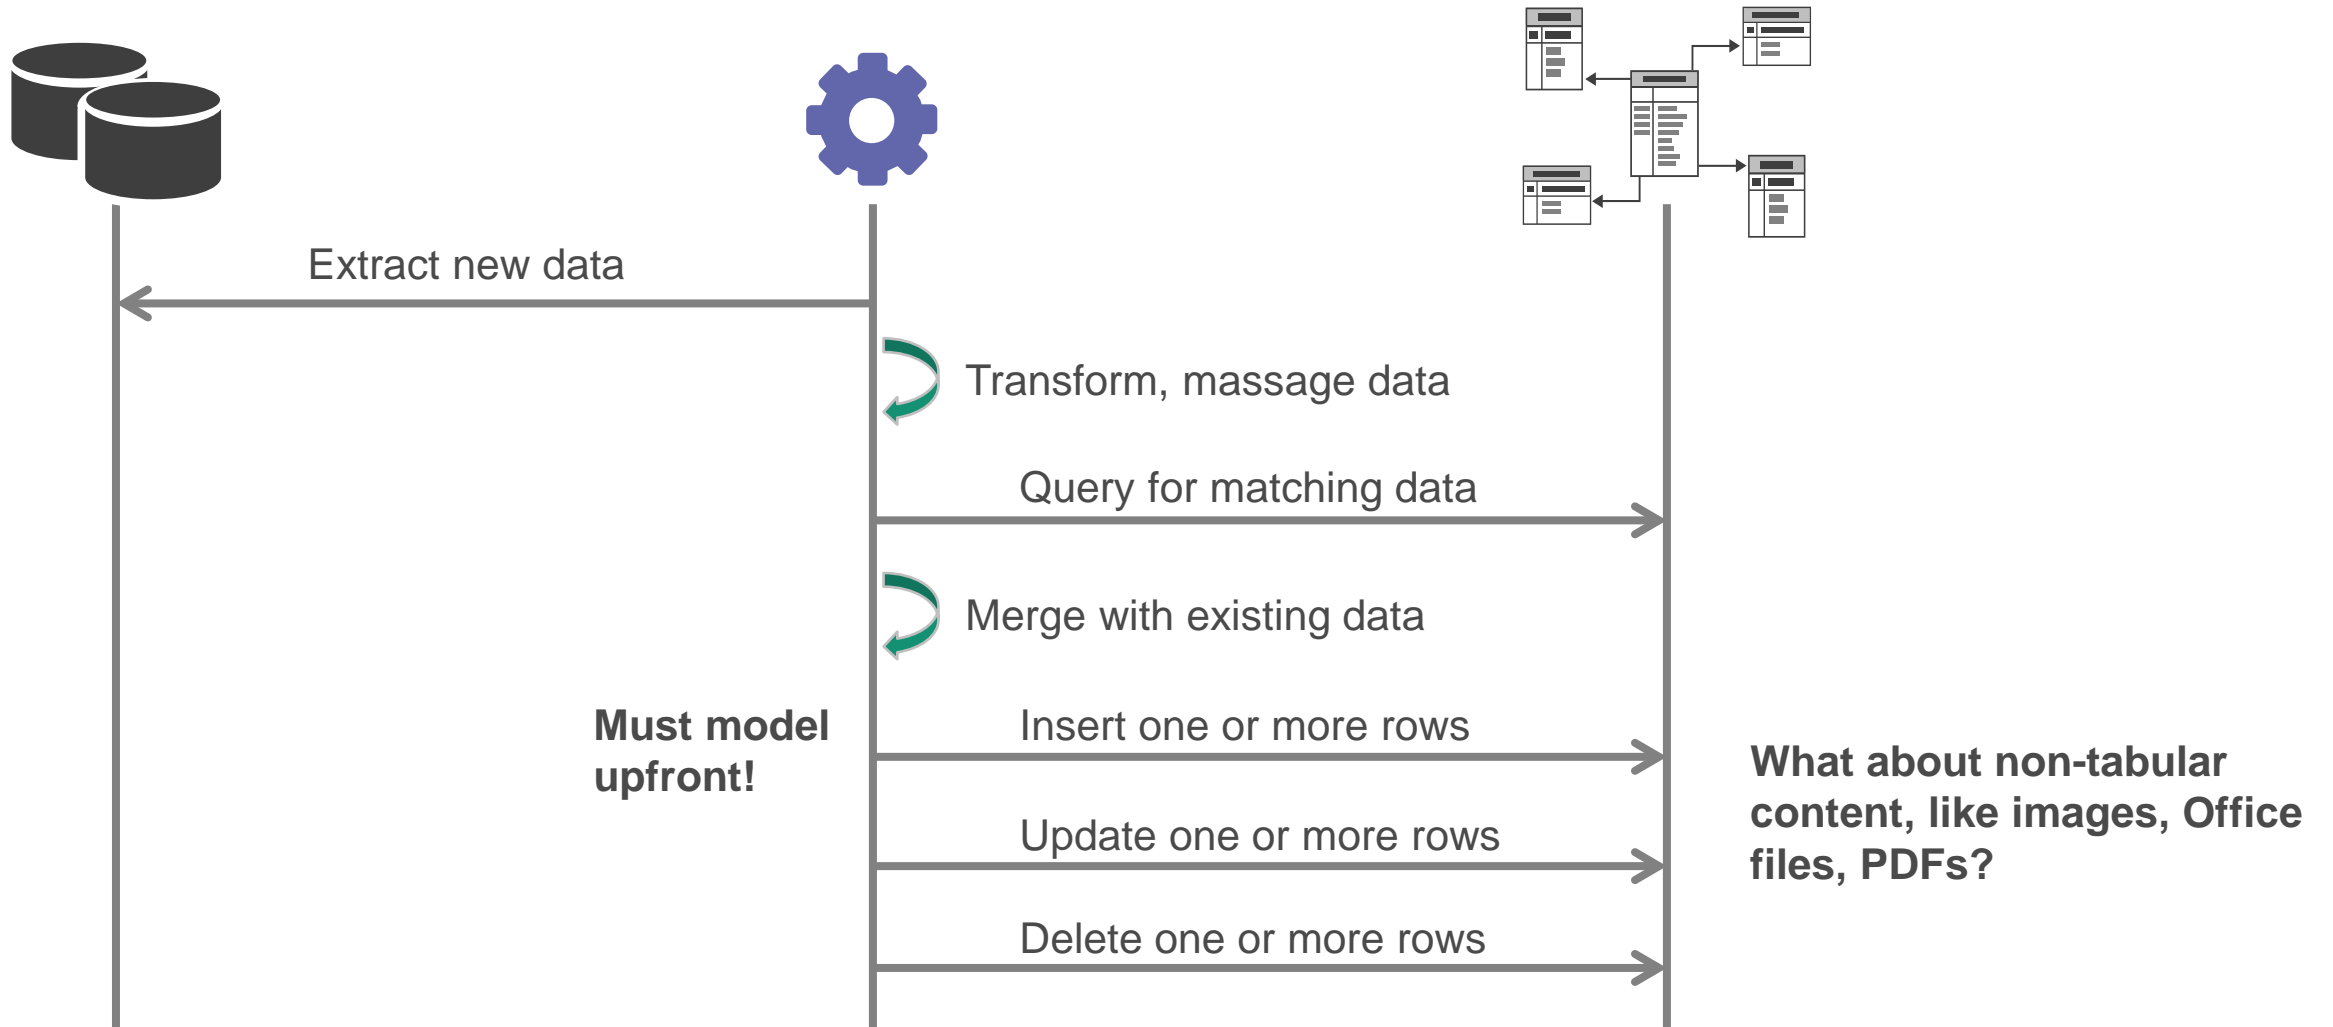 Extract new data
Transform, massage data
Query for matching data
Merge with existing data
Must model
upfront!
Insert one or more rows
What about non-tabular
content, like images, Office
files, PDFs?
Update one or more rows
Delete one or more rows